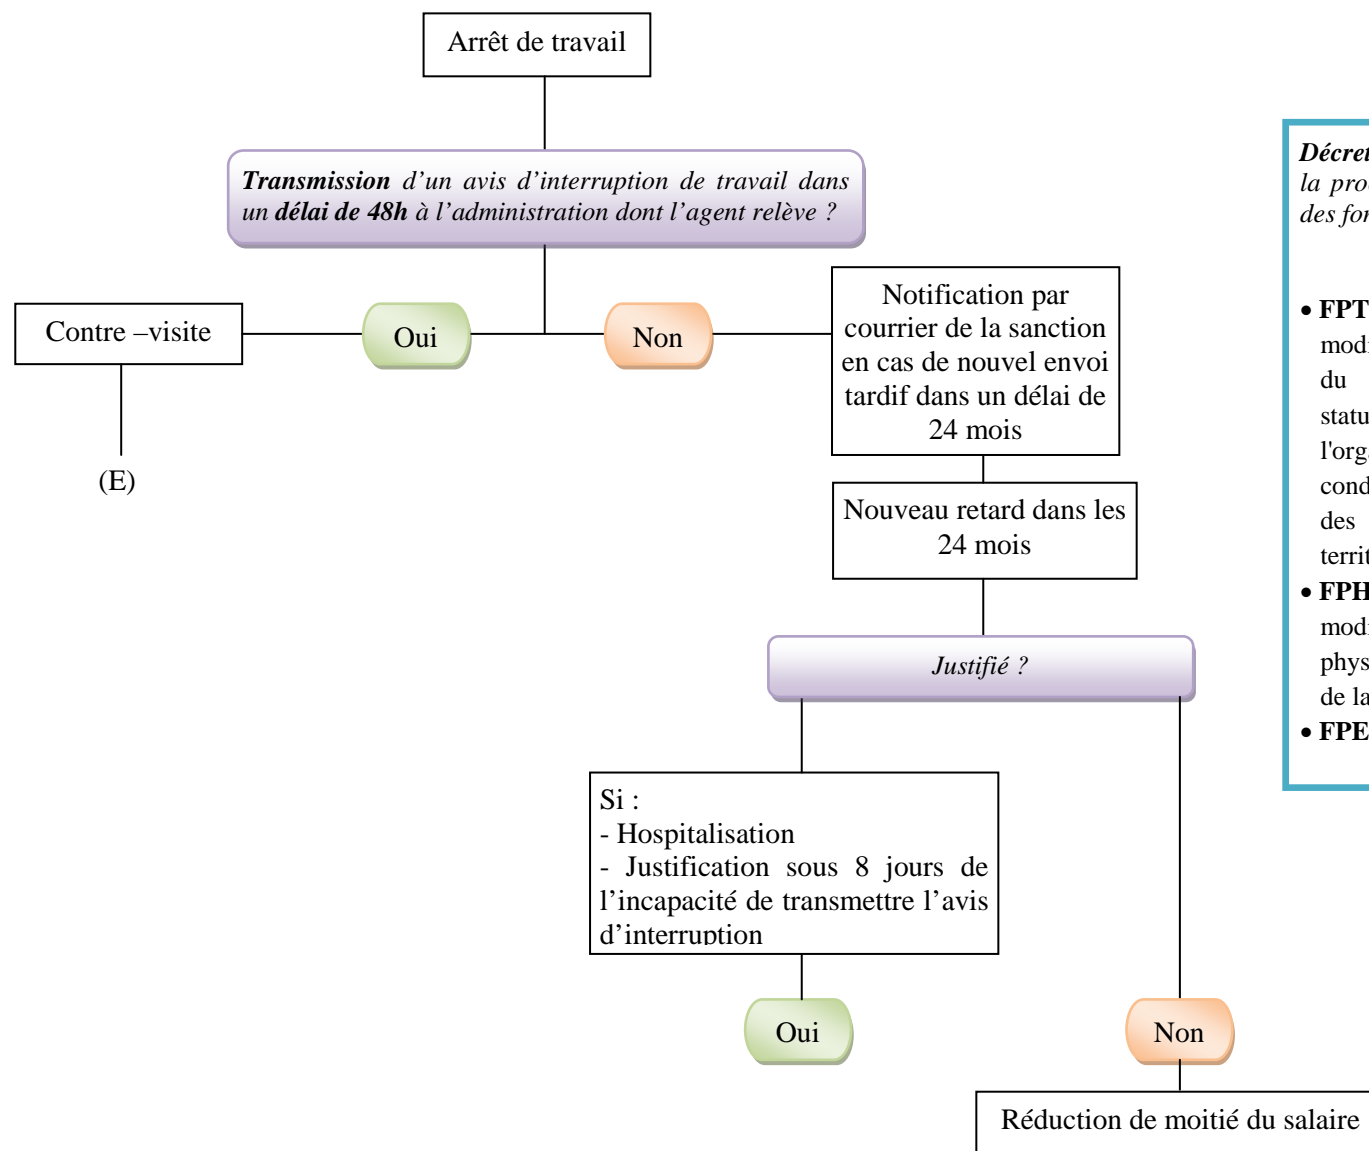 Arrêt de travail
Transmission d’un avis d’interruption de travail dans
un délai de 48h à l’administration dont l’agent relève ?
Contre –visite
Oui
Non
Notification par
courrier de la sanction
en cas de nouvel envoi
tardif dans un délai de
24 mois
(E)
Nouveau retard dans les
24 mois
Justifié ?
Si :
- Hospitalisation
- Justification sous 8 jours de
l’incapacité de transmettre l’avis
d’interruption
Oui
Non
Réduction de moitié du salaire
Décret
la pro
des for
• FPT
modi
du
statu
l'orga
cond
des
territ
• FPH
modi
phys
de la
• FPE